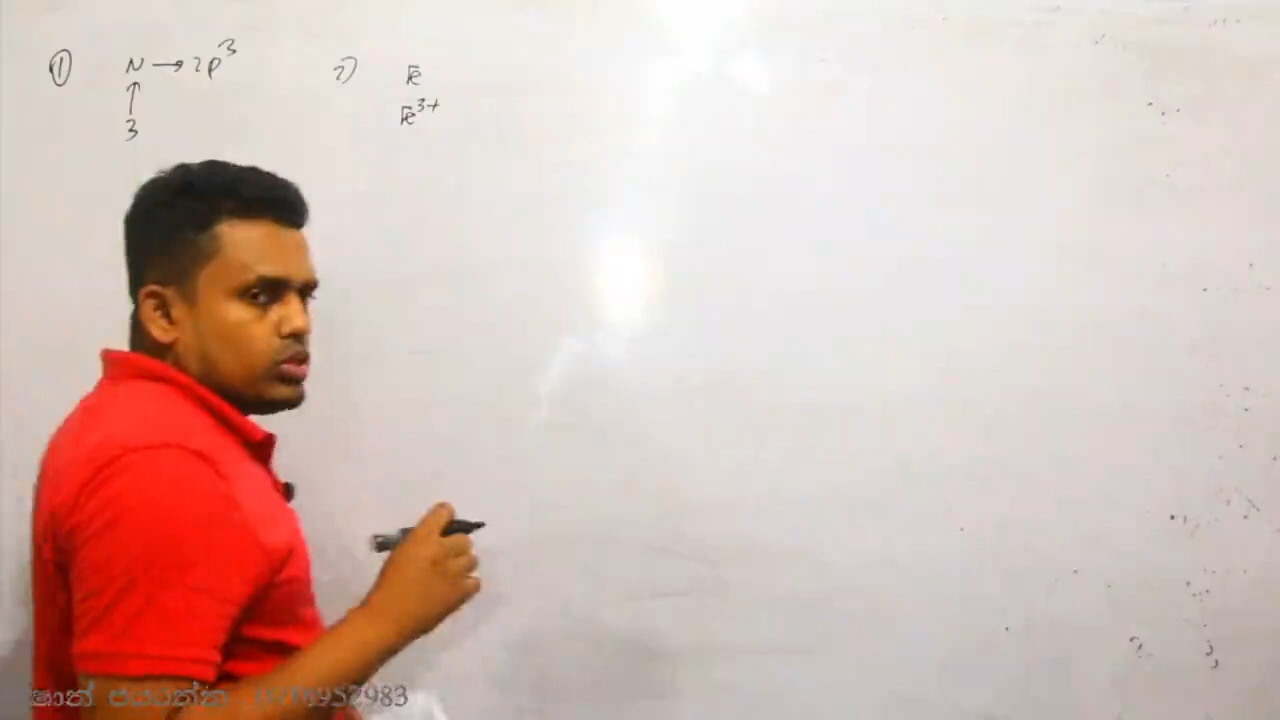 ① N → 2p³
↑
3
2) Fe
Fe³⁺
0716952983